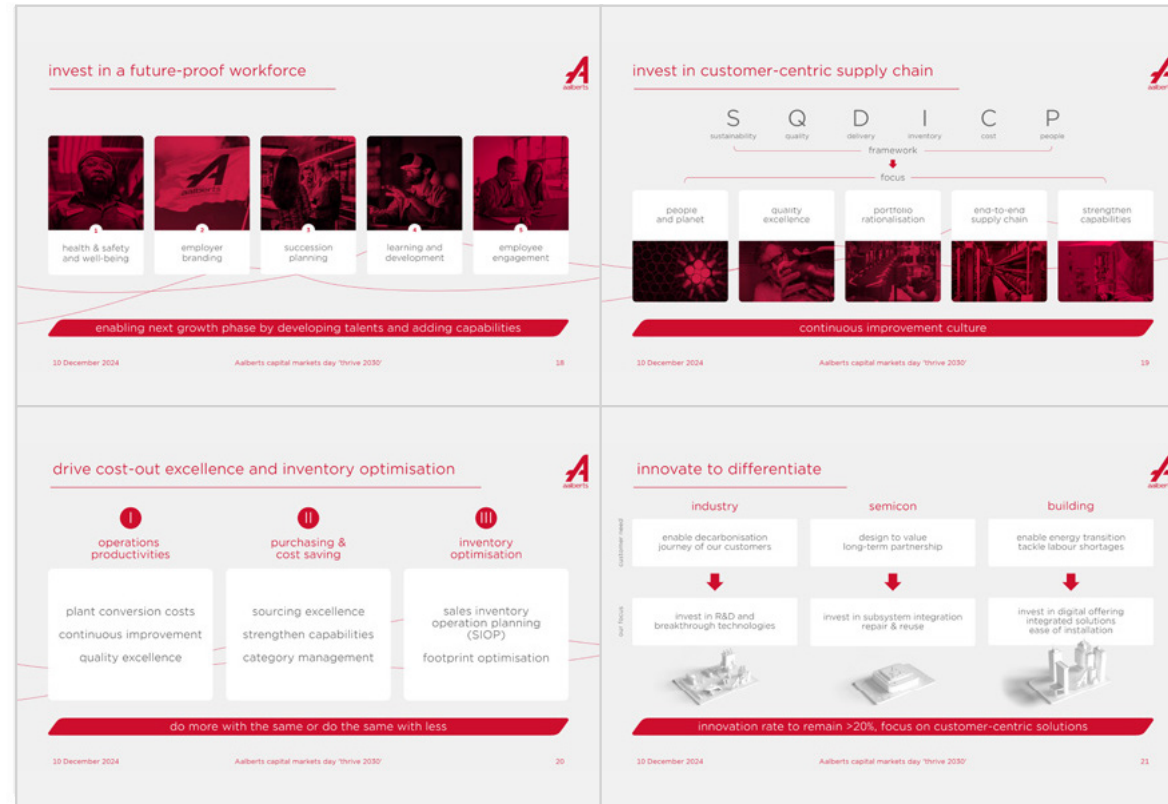 invest in a future-proof workforce
aalberts
aalberts
1
2
3
4
5
health & safety
and well-being
employer
branding
succession
planning
learning and
development
employee
engagement
enabling next growth phase by developing talents and adding capabilities
10 December 2024
Aalberts capital markets day 'thrive 2030'
18
invest in customer-centric supply chain
aalberts
S
Q
D
I
C
P
sustainability
quality
delivery
inventory
cost
people
framework
focus
people
and planet
quality
excellence
portfolio
rationalisation
end-to-end
supply chain
strengthen
capabilities
continuous improvement culture
10 December 2024
Aalberts capital markets day 'thrive 2030'
19
drive cost-out excellence and inventory optimisation
aalberts
I
operations
productivities
II
purchasing &
cost saving
III
inventory
optimisation
plant conversion costs
continuous improvement
quality excellence
sourcing excellence
strengthen capabilities
category management
sales inventory
operation planning
(SIOP)
footprint optimisation
do more with the same or do the same with less
10 December 2024
Aalberts capital markets day 'thrive 2030'
20
innovate to differentiate
aalberts
industry
semicon
building
customer need
enable decarbonisation
journey of our customers
design to value
long-term partnership
enable energy transition
tackle labour shortages
our focus
invest in R&D and
breakthrough technologies
invest in subsystem integration
repair & reuse
invest in digital offering
integrated solutions
ease of installation
innovation rate to remain >20%, focus on customer-centric solutions
10 December 2024
Aalberts capital markets day 'thrive 2030'
21